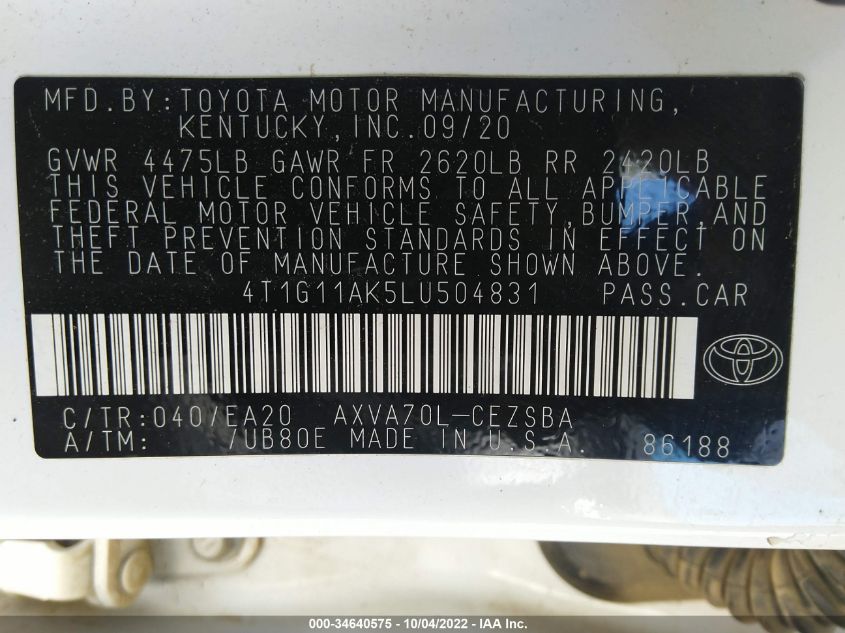 MFD.BY:TOYOTA MOTOR MANUFACTURING,
KENTUCKY,INC.09/20
GVWR 4475LB GAWR FR 2620LB RR 2420LB
THIS VEHICLE CONFORMS TO ALL APPLICABLE
FEDERAL MOTOR VEHICLE SAFETY,BUMPER,AND
THEFT PREVENTION STANDARDS IN EFFECT ON
THE DATE OF MANUFACTURE SHOWN ABOVE.
4T1G11AK5LU504831 PASS.CAR
C/TR:040/EA20 AXVA70L-CEZSBA
A/TM: /UB80E MADE IN U.S.A. 86188
000-34640575 - 10/04/2022 - IAA Inc.